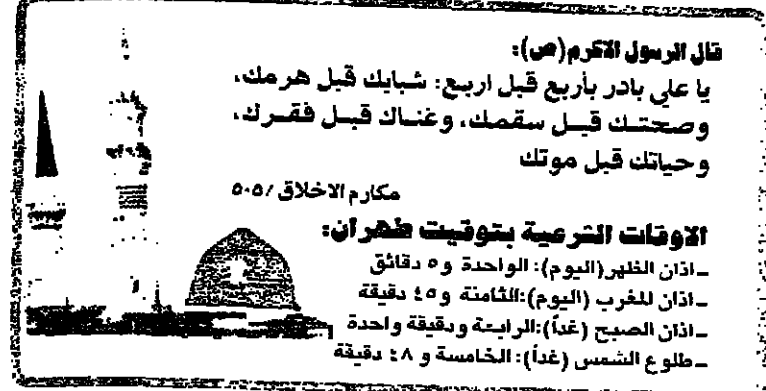 قال الرسول الاكرم(ص):
يا علي بادر بأربع قبل اربع: شبابك قبل هرمك،
وصحتك قبل سقمك، وغناك قبل فقرك،
وحياتك قبل موتك
مكارم الاخلاق /٥٠٥
الاوقات الشرعية بتوقيت طهران:
ـ اذان الظهر(اليوم): الواحدة و٥ دقائق
ـ اذان المغرب (اليوم):الثامنة و٤٥ دقيقة
ـ اذان الصبح (غداً):الرابعة ودقيقة واحدة
ـ طلوع الشمس (غداً): الخامسة و ٤٨ دقيقة